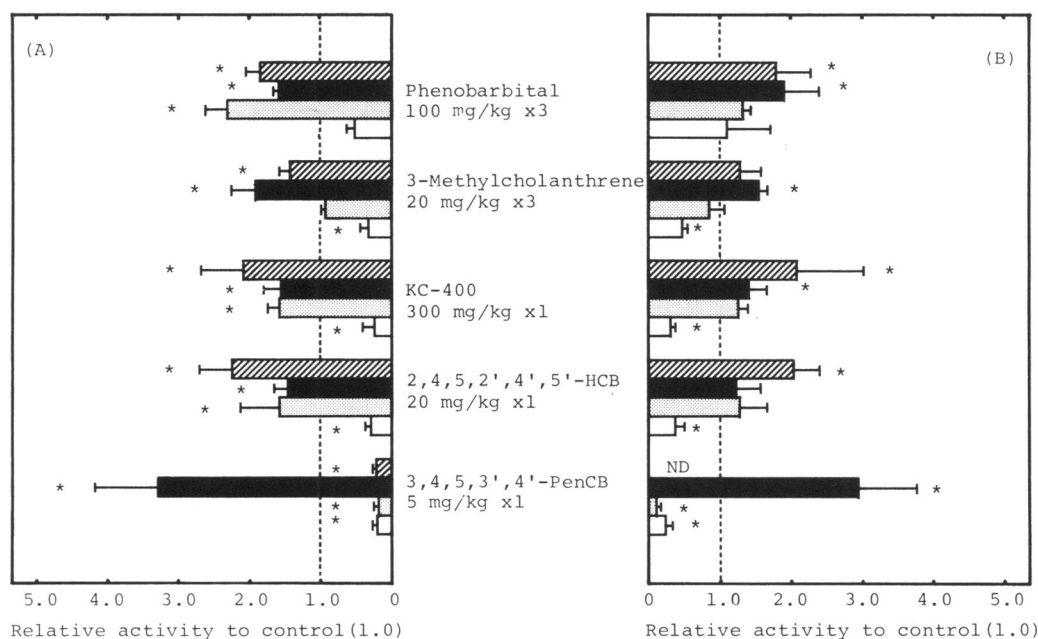 (A)
(B)
*
*
Phenobarbital
*
*
*
100 mg/kg x3
*
3-Methylcholanthrene
*
20 mg/kg x3
*
*
*
*
*
*
KC-400
*
*
300 mg/kg xl
*
*
*
*
*
2,4,5,2',4',5'-HCB
*
20 mg/kg xl
*
*
*
3,4,5,3',4'-PenCB
ND
*
*
*
5 mg/kg xl
*
*
*
5.0 4.0 3.0 2.0 1.0 0
0 1.0 2.0 3.0 4.0 5.0
Relative activity to control(1.0)
Relative activity to control(1.0)